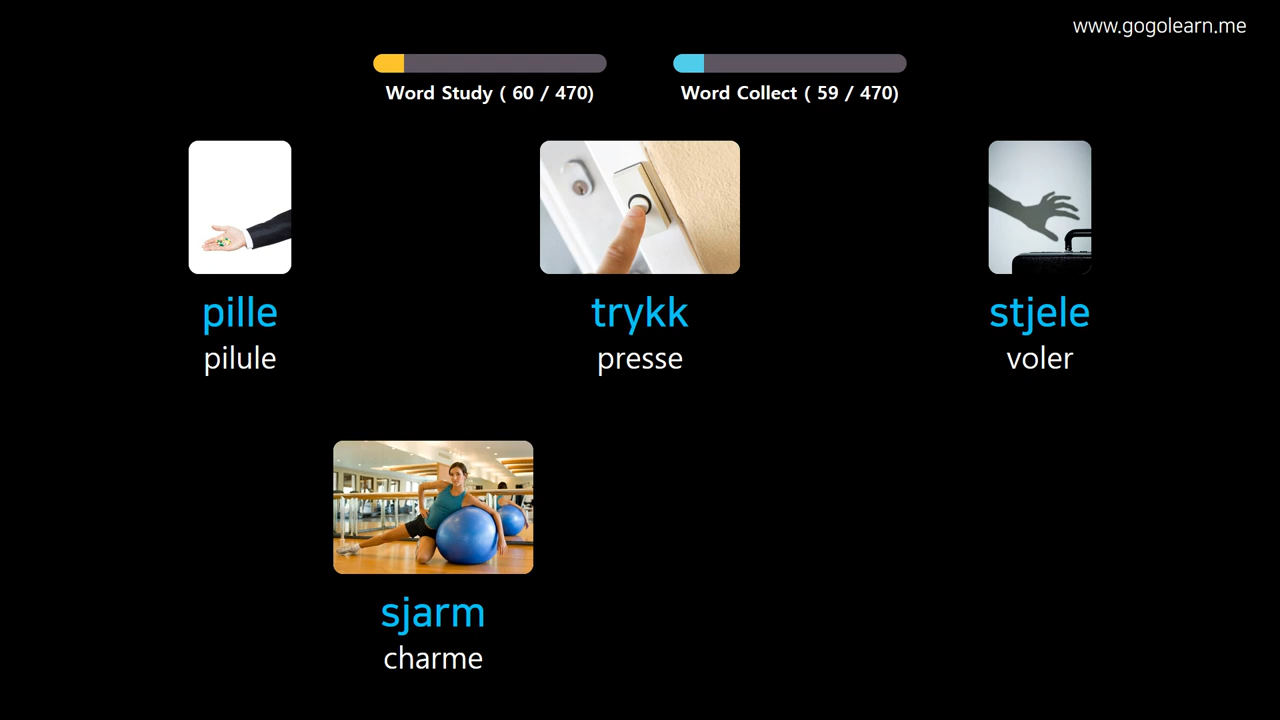 www.gogolearn.me
Word Study ( 60 / 470)
Word Collect ( 59 / 470)
pille
pilule
trykk
presse
stjele
voler
sjarm
charme